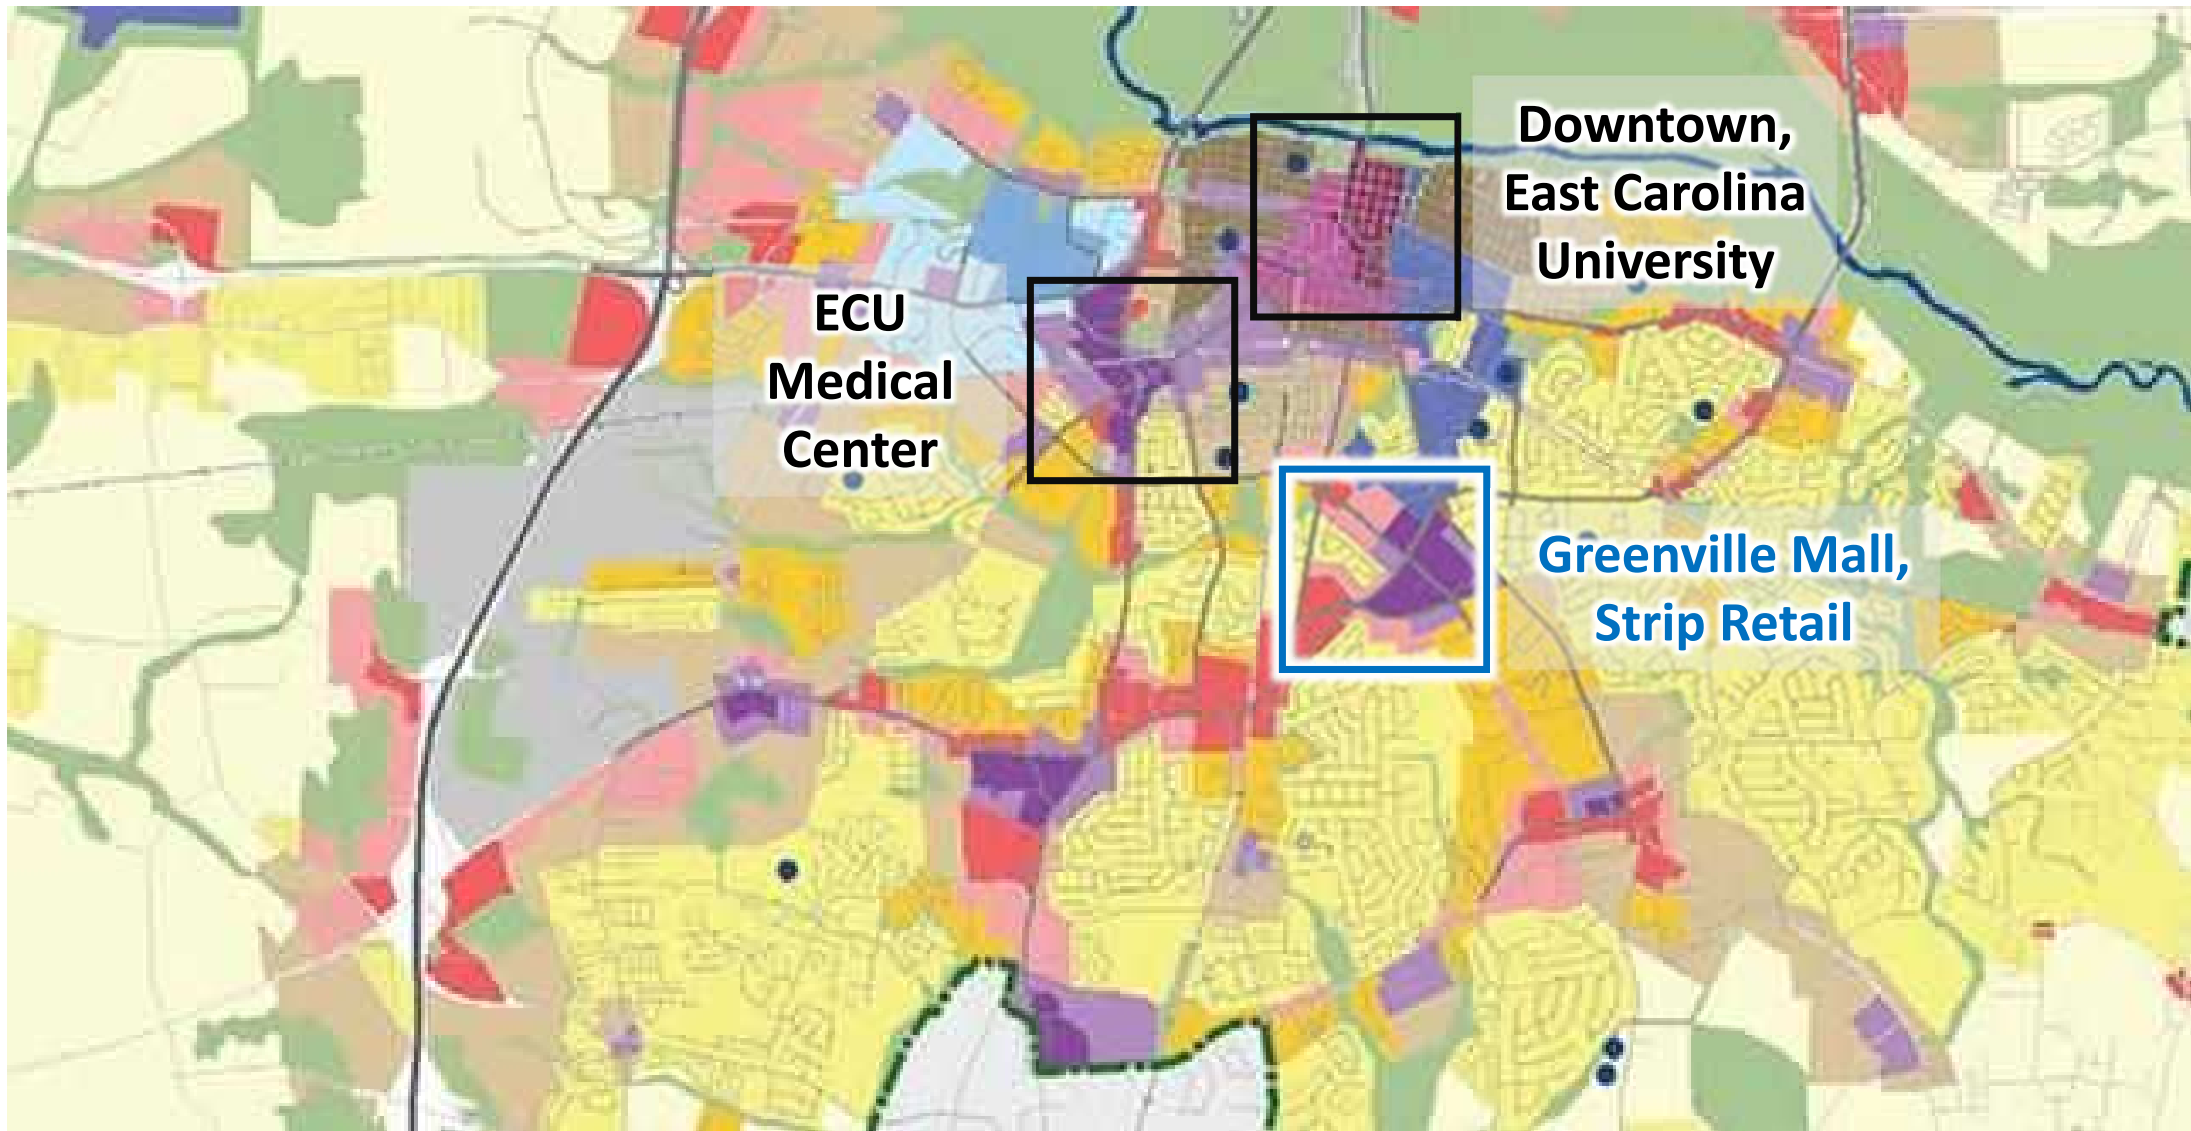 Downtown,
East Carolina
University
ECU
Medical
Center
Greenville Mall,
Strip Retail